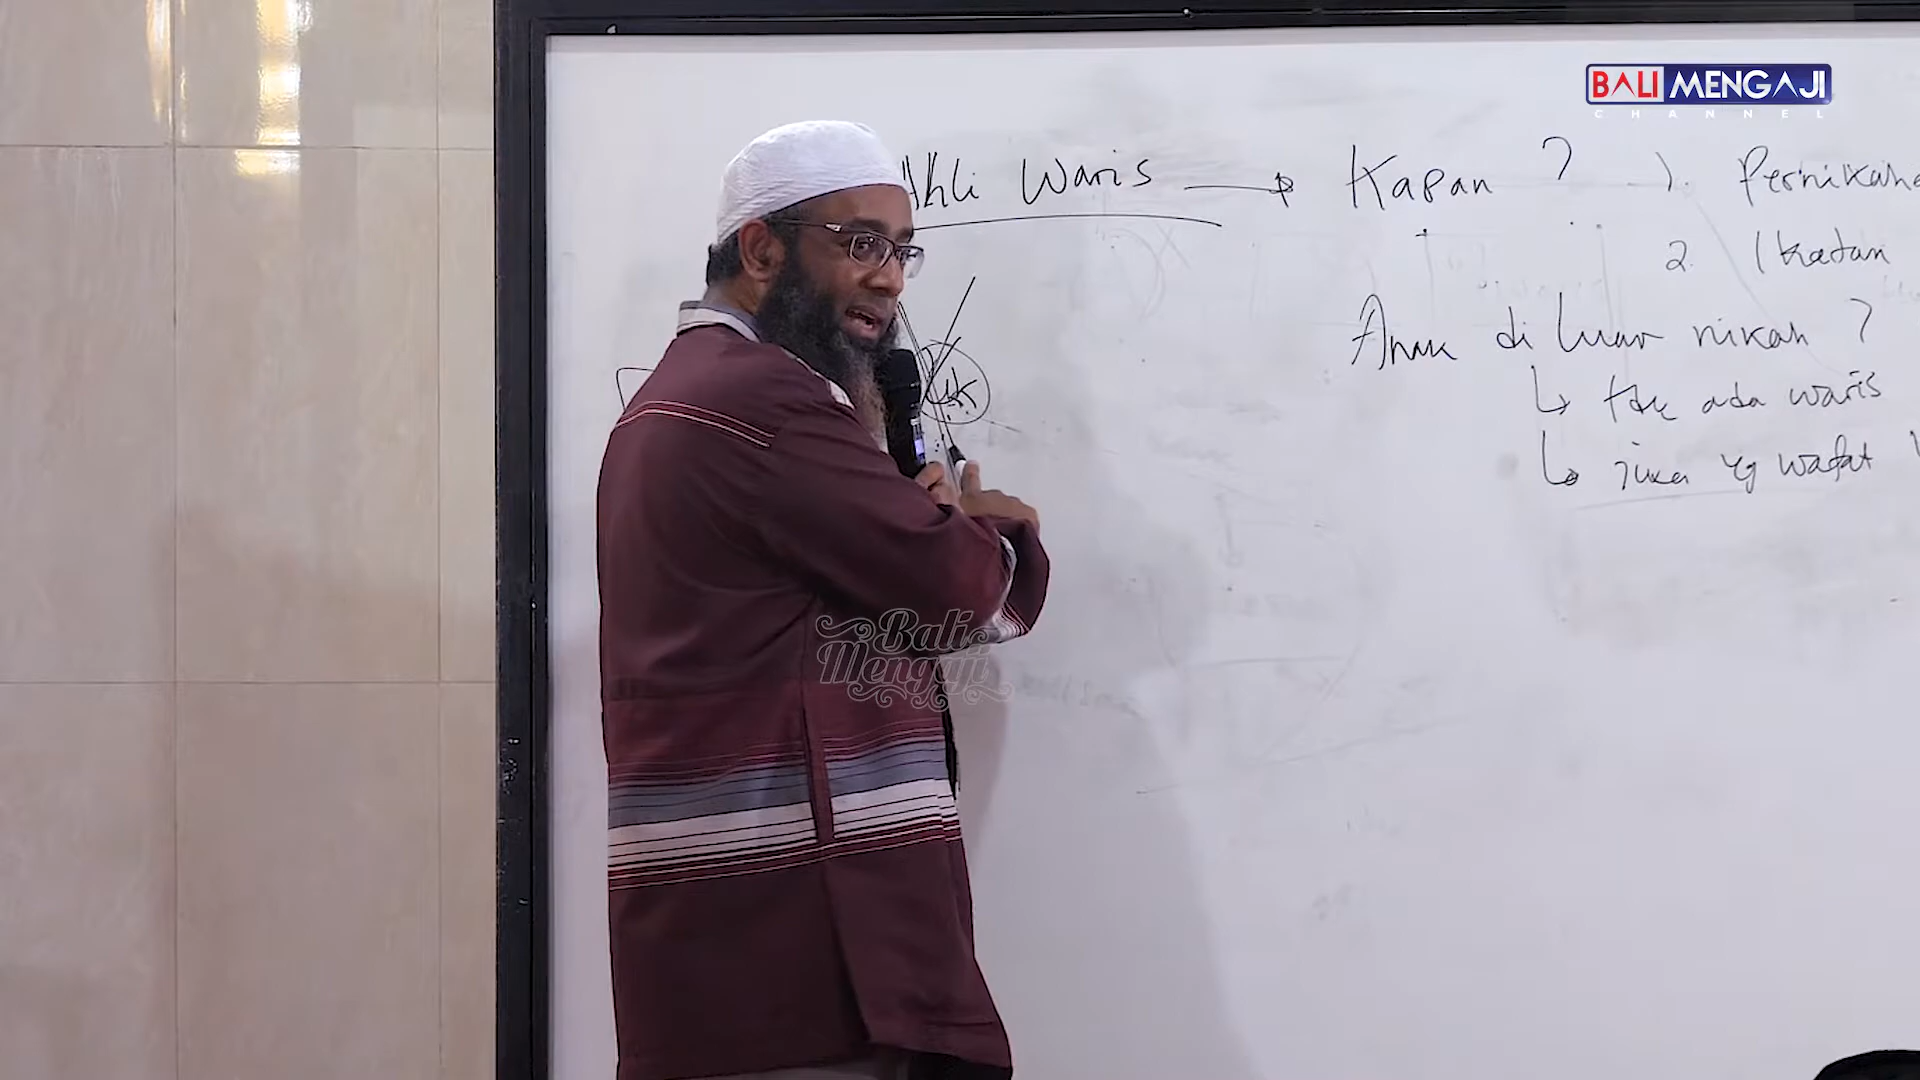 BALI MENGAJI
CHANNEL
Ahli Waris → Kapan ? 1. Pernikaha
2. Ikatan
Anak di luar nikah ?
↳ tdk ada waris
↳ jika yg wafat
Bali
Mengaji